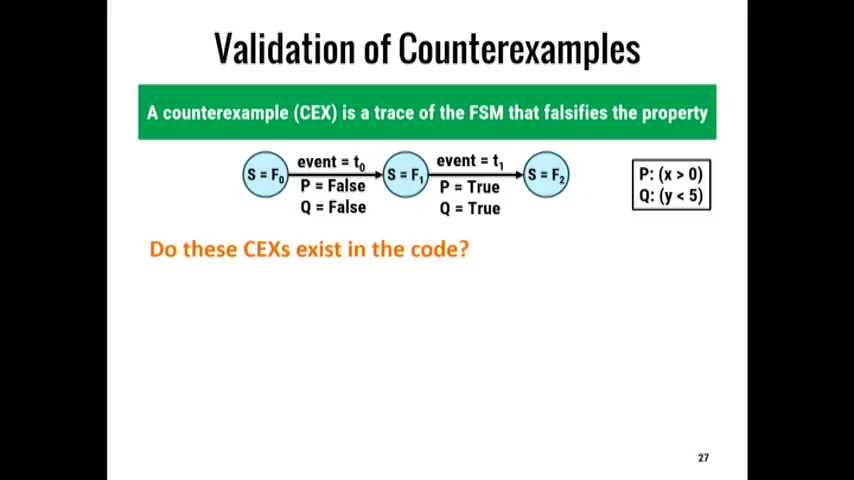 Validation of Counterexamples
A counterexample (CEX) is a trace of the FSM that falsifies the property
S = F₀
event = t₀
P = False
Q = False
S = F₁
event = t₁
P = True
Q = True
S = F₂
P: (x > 0)
Q: (y < 5)
Do these CEXs exist in the code?
27